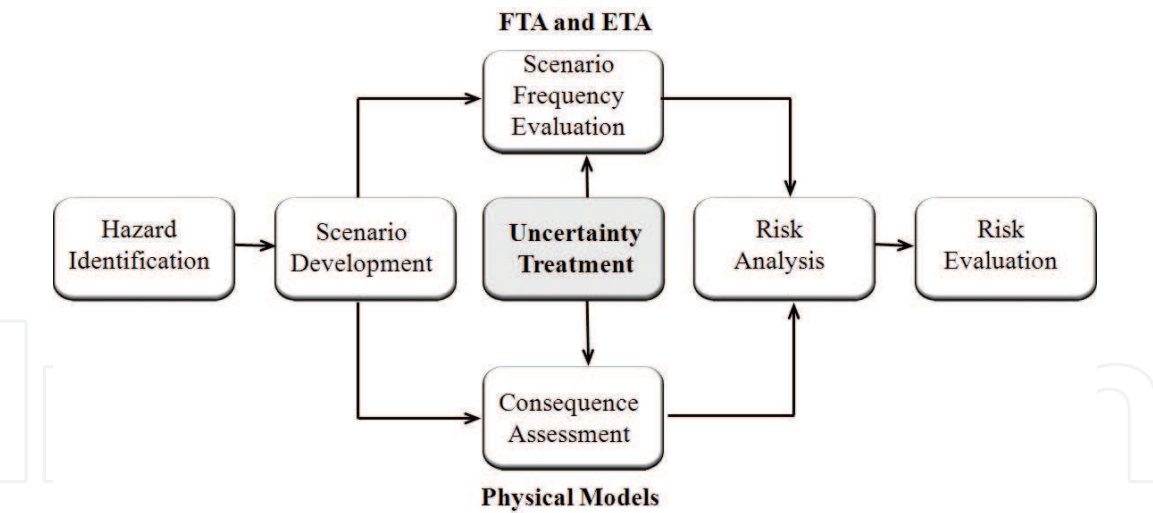 FTA and ETA
Scenario
Frequency
Evaluation
Hazard
Identification
Scenario
Development
Uncertainty
Treatment
Risk
Analysis
Risk
Evaluation
Consequence
Assessment
Physical Models